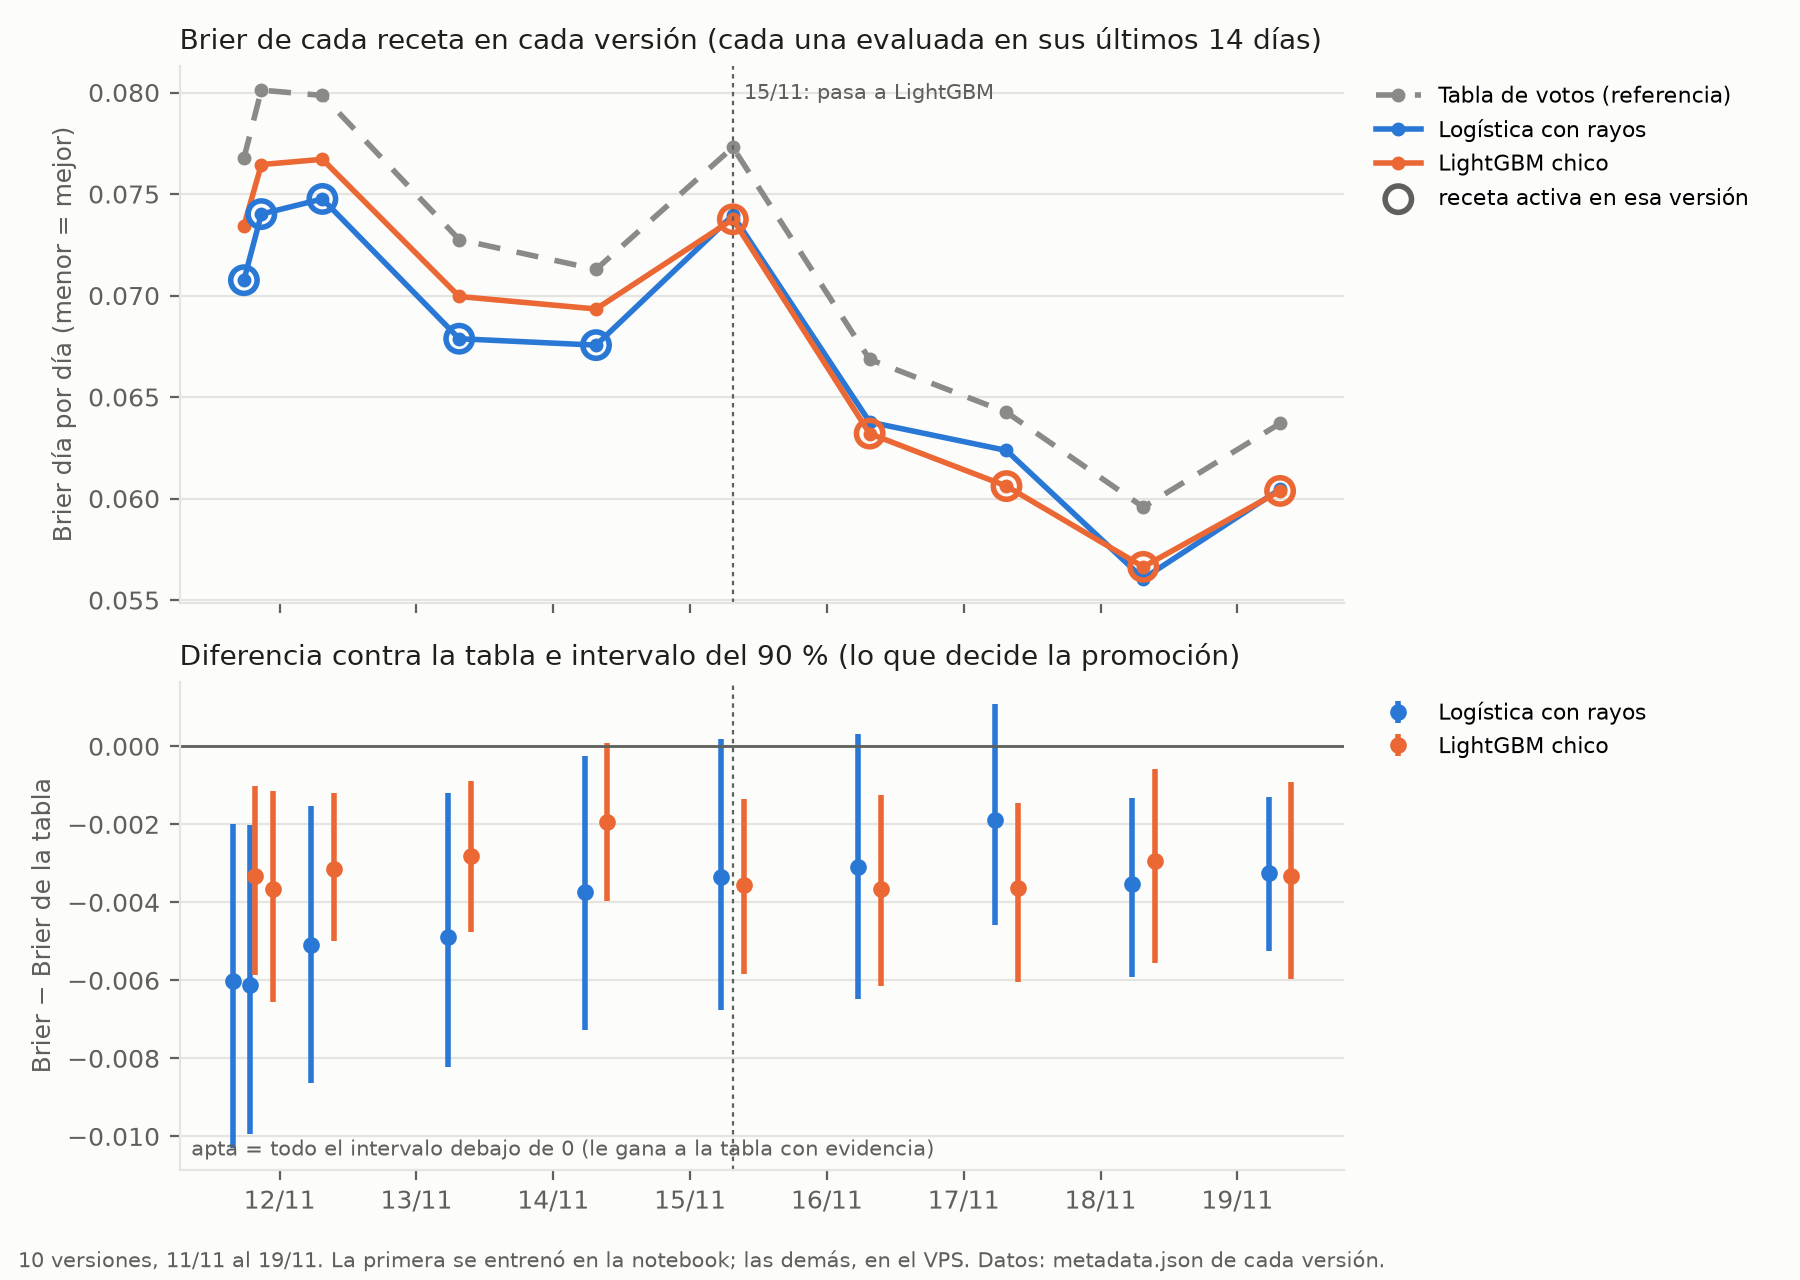 Brier de cada receta en cada versión (cada una evaluada en sus últimos 14 días)
Brier día por día (menor = mejor)
0.080
0.075
0.070
0.065
0.060
0.055
15/11: pasa a LightGBM
Tabla de votos (referencia)
Logística con rayos
LightGBM chico
receta activa en esa versión
Diferencia contra la tabla e intervalo del 90 % (lo que decide la promoción)
Brier − Brier de la tabla
0.000
−0.002
−0.004
−0.006
−0.008
−0.010
apta = todo el intervalo debajo de 0 (le gana a la tabla con evidencia)
Logística con rayos
LightGBM chico
12/11
13/11
14/11
15/11
16/11
17/11
18/11
19/11
10 versiones, 11/11 al 19/11. La primera se entrenó en la notebook; las demás, en el VPS. Datos: metadata.json de cada versión.